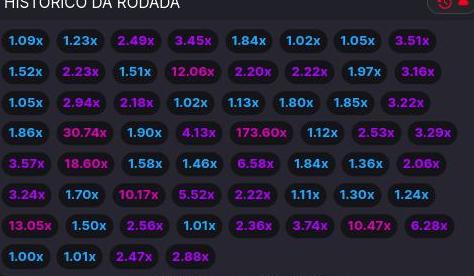 HISTÓRICO DA RODADA
1.09x 1.23x 2.49x 3.45x 1.84x 1.02x 1.05x 3.51x
1.52x 2.23x 1.51x 12.06x 2.20x 2.22x 1.97x 3.16x
1.05x 2.94x 2.18x 1.02x 1.13x 1.80x 1.85x 3.22x
1.86x 30.74x 1.90x 4.13x 173.60x 1.12x 2.53x 3.29x
3.57x 18.60x 1.58x 1.46x 6.58x 1.84x 1.36x 2.06x
3.24x 1.70x 10.17x 5.52x 2.22x 1.11x 1.30x 1.24x
13.05x 1.50x 2.56x 1.01x 2.36x 3.74x 10.47x 6.28x
1.00x 1.01x 2.47x 2.88x